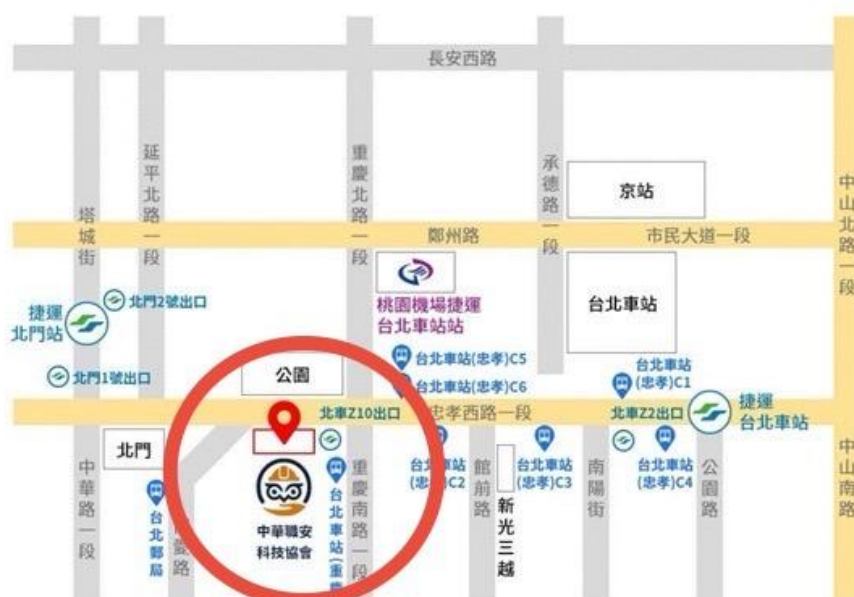 長安西路
延平北路一段
重慶北路一段
承德路一段
京站
中山北路一段
塔城街
鄭州路
市民大道一段
桃園機場捷運
台北車站站
台北車站
捷運
北門站
北門2號出口
北門1號出口
公園
台北車站(忠孝)C5
台北車站(忠孝)C6
台北車站
(忠孝)C1
北車Z10出口
忠孝西路一段
北車Z2出口
捷運
台北車站
北門
中華路一段
台北郵局
愛路
中華職安
科技協會
台北車站(重慶
重慶南路一段
台北車站
(忠孝)C2
館前路
新光三越
台北車站
(忠孝)C3
南陽街
台北車站
(忠孝)C4
公園路
中山南路